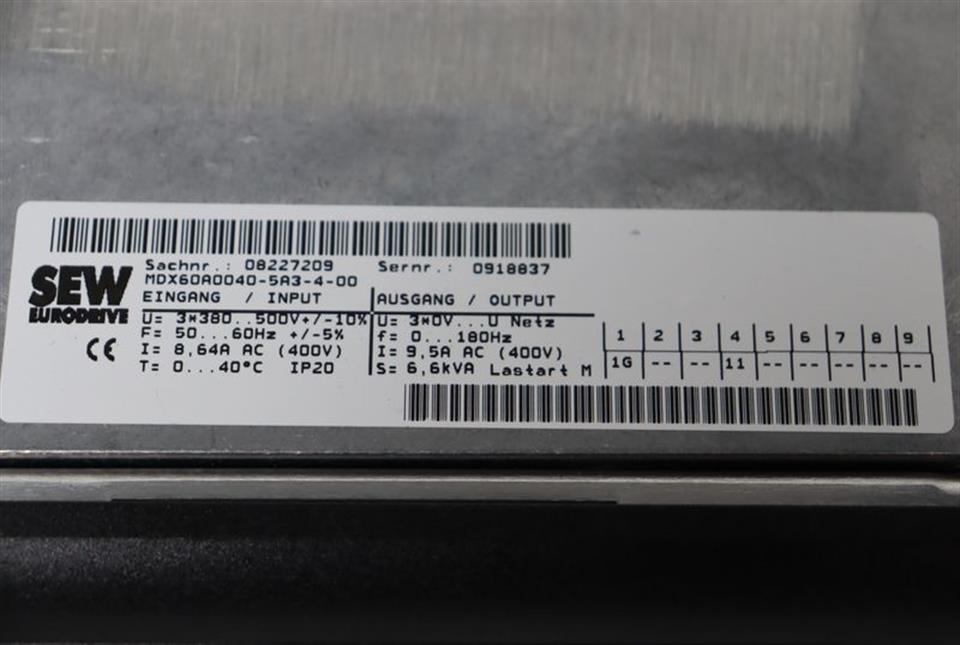 SEW
EURODRIVE
CE
Sachnr.: 08227209 Sernr.: 0918837
MDX60A0040-5A3-4-00
EINGANG / INPUT
U= 3*380...500V+/-10%
F= 50...60Hz +/-5%
I= 8,64A AC (400V)
T= 0...40°C IP20
AUSGANG / OUTPUT
U= 3*0V...U Netz
f= 0...180Hz
I= 9,5A AC (400V)
S= 6,6kVA Lastart M
1 2 3 4 5 6 7 8 9
1G -- -- 11 -- -- -- -- --